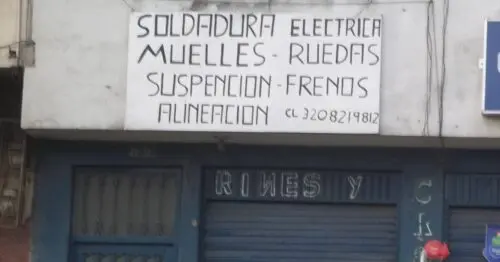 SOLDADURA ELECTRICA
MUELLES - RUEDAS
SUSPENCION - FRENOS
ALINEACION CL 3208219812
RINES Y